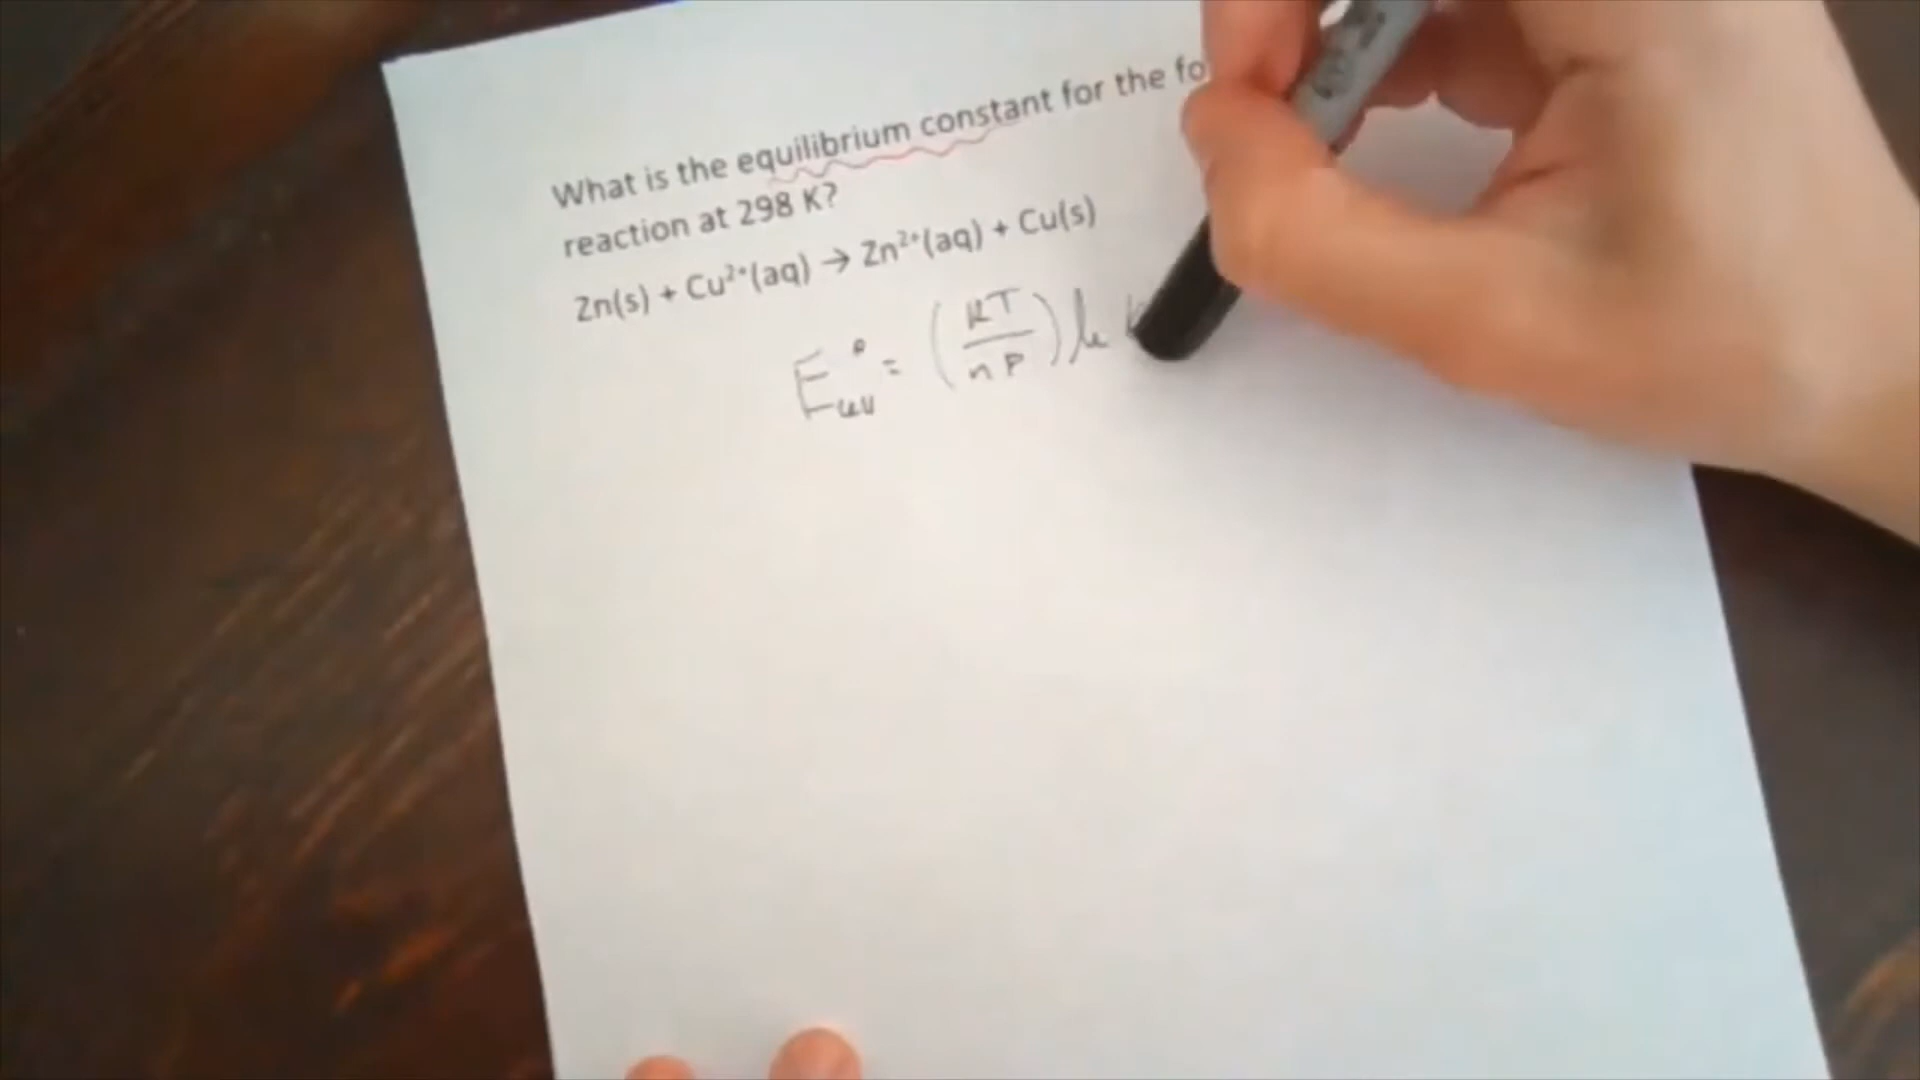 What is the equilibrium constant for the fo
reaction at 298 K?
Zn(s) + Cu²⁺(aq) → Zn²⁺(aq) + Cu(s)
E°cell = (RT/nF) ln K